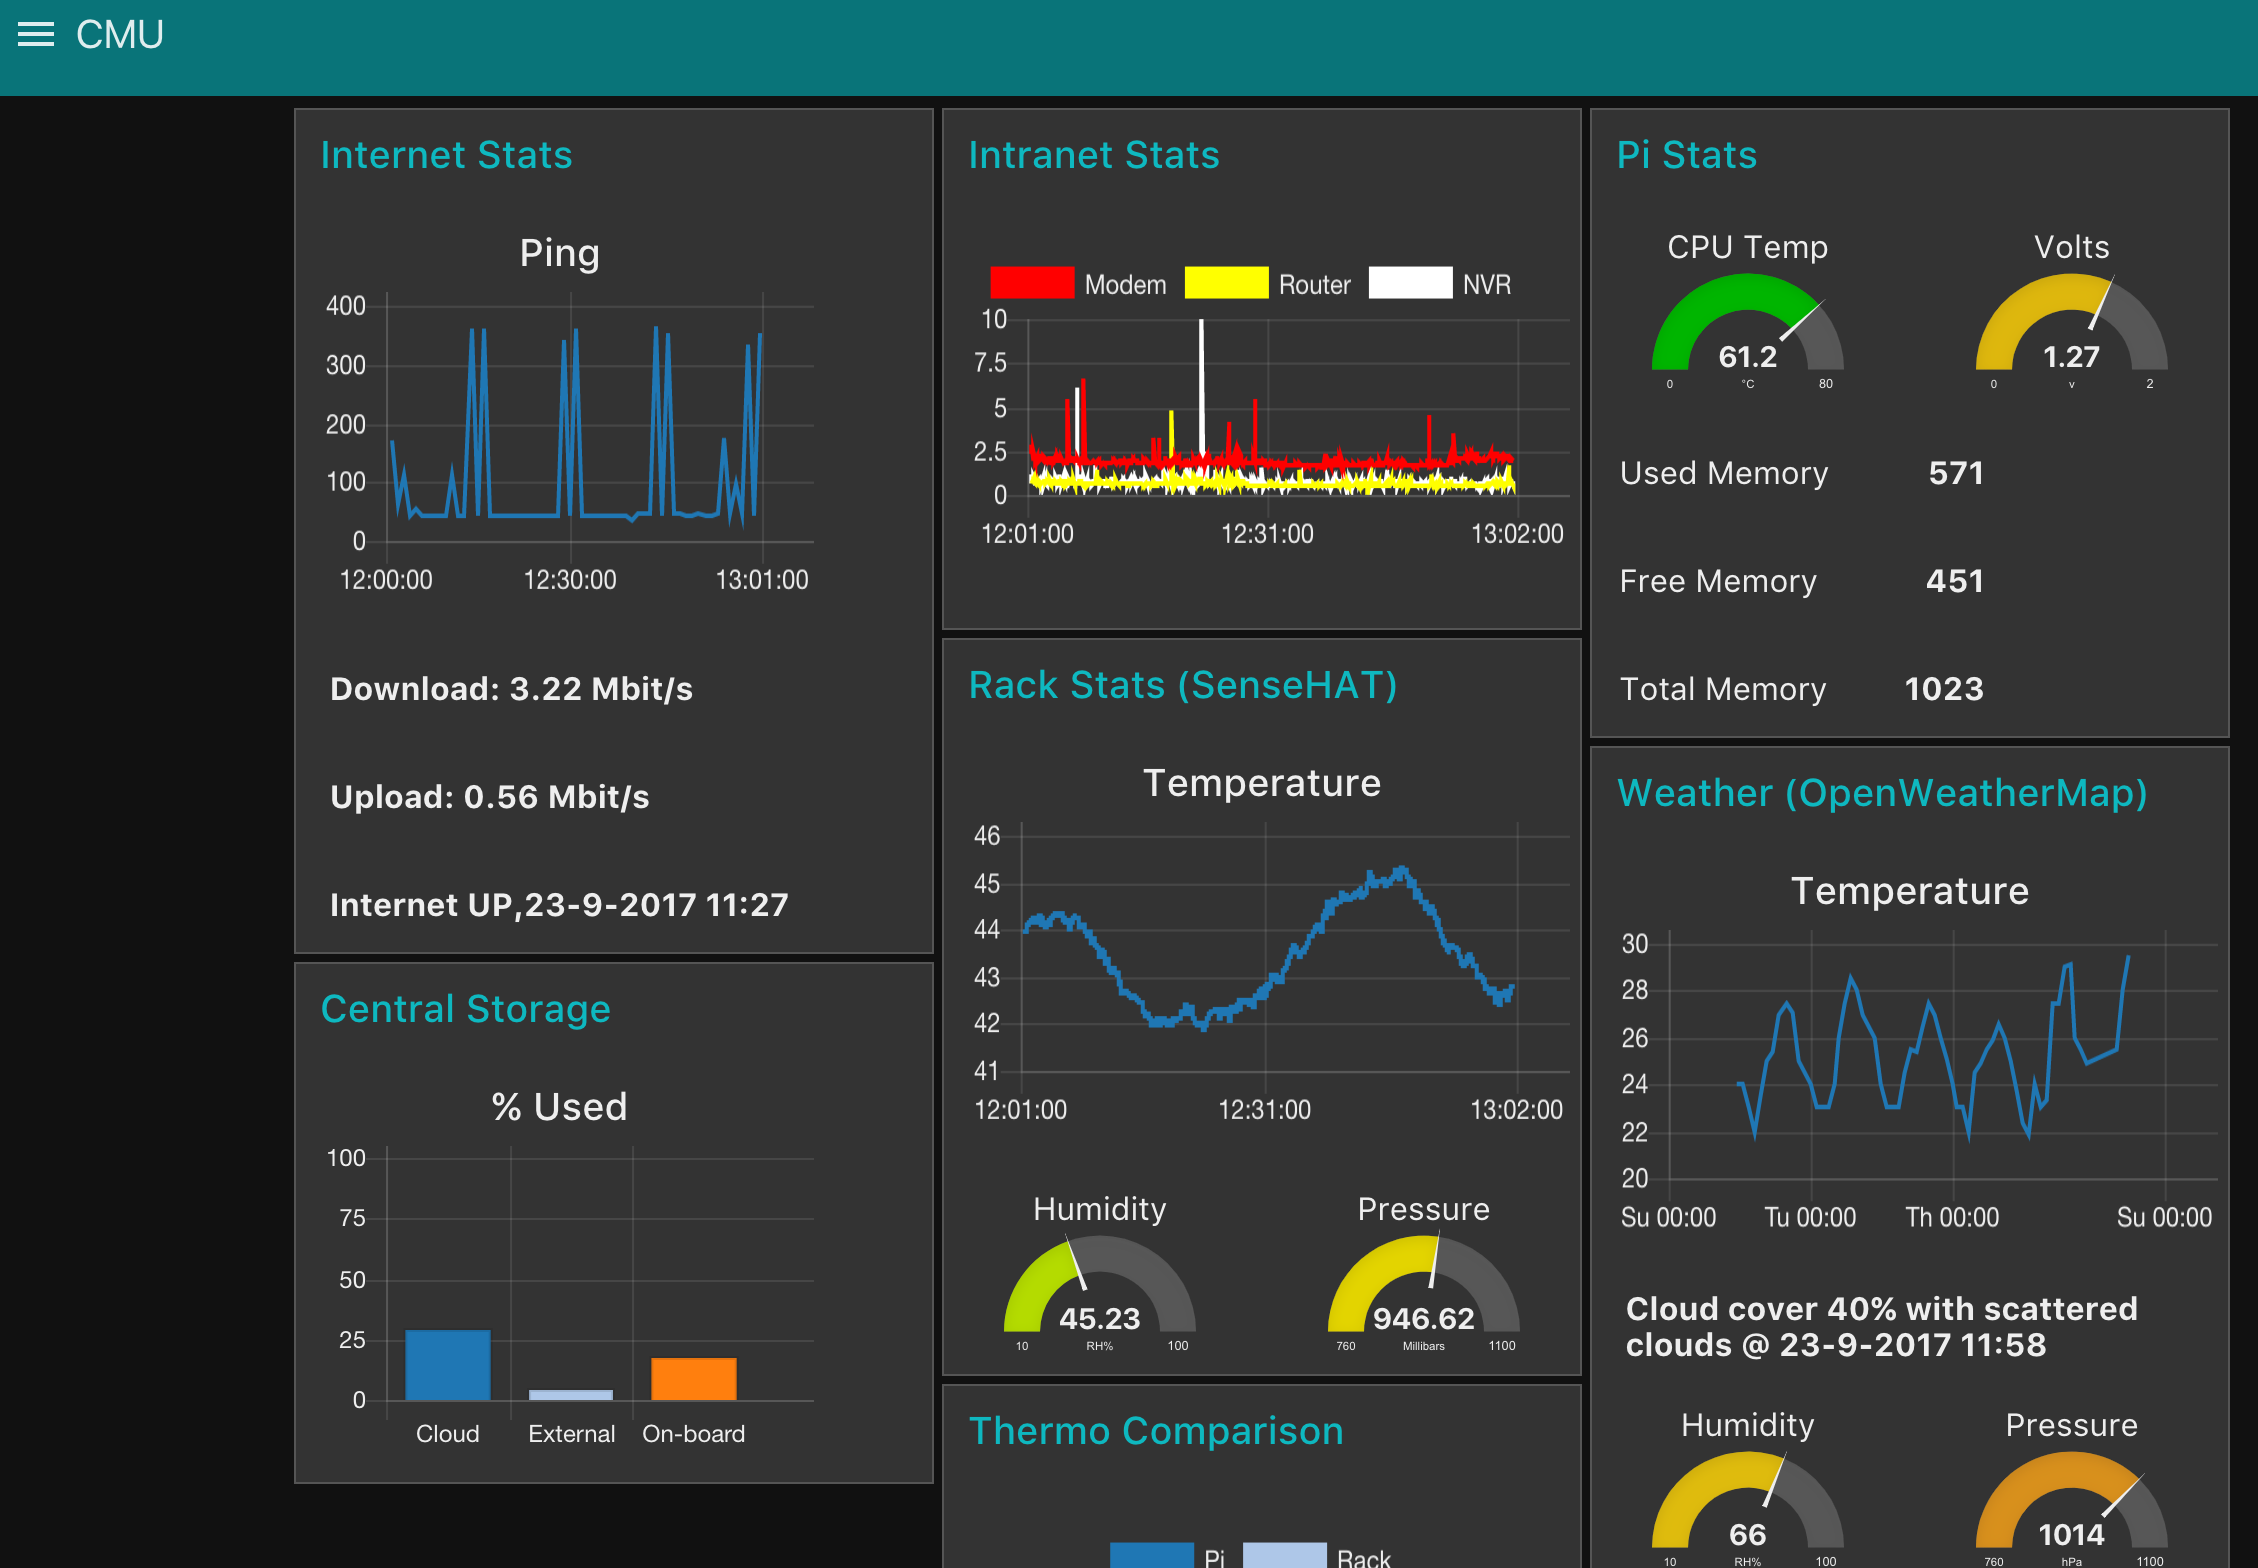 CMU
Internet Stats
Ping
400
300
200
100
0
12:00:00 12:30:00 13:01:00
Download: 3.22 Mbit/s
Upload: 0.56 Mbit/s
Internet UP,23-9-2017 11:27
Central Storage
% Used
100
75
50
25
0
Cloud External On-board
Intranet Stats
Modem Router NVR
10
7.5
5
2.5
0
12:01:00 12:31:00 13:02:00
Rack Stats (SenseHAT)
Temperature
46
45
44
43
42
41
12:01:00 12:31:00 13:02:00
Humidity Pressure
45.23 946.62
10 RH% 100 760 Millibars 1100
Thermo Comparison
Pi Rack
Pi Stats
CPU Temp Volts
61.2 1.27
0 °C 80 0 v 2
Used Memory 571
Free Memory 451
Total Memory 1023
Weather (OpenWeatherMap)
Temperature
30
28
26
24
22
20
Su 00:00 Tu 00:00 Th 00:00 Su 00:00
Cloud cover 40% with scattered
clouds @ 23-9-2017 11:58
Humidity Pressure
66 1014
10 RH% 100 760 hPa 1100